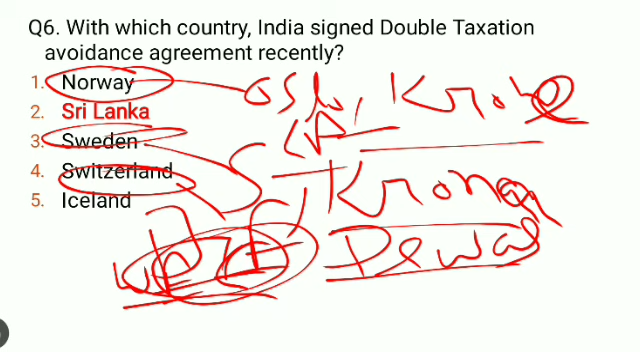 Q6. With which country, India signed Double Taxation
avoidance agreement recently?
1. Norway
2. Sri Lanka
3. Sweden
4. Switzerland
5. Iceland
Oslo, Krone
Krona